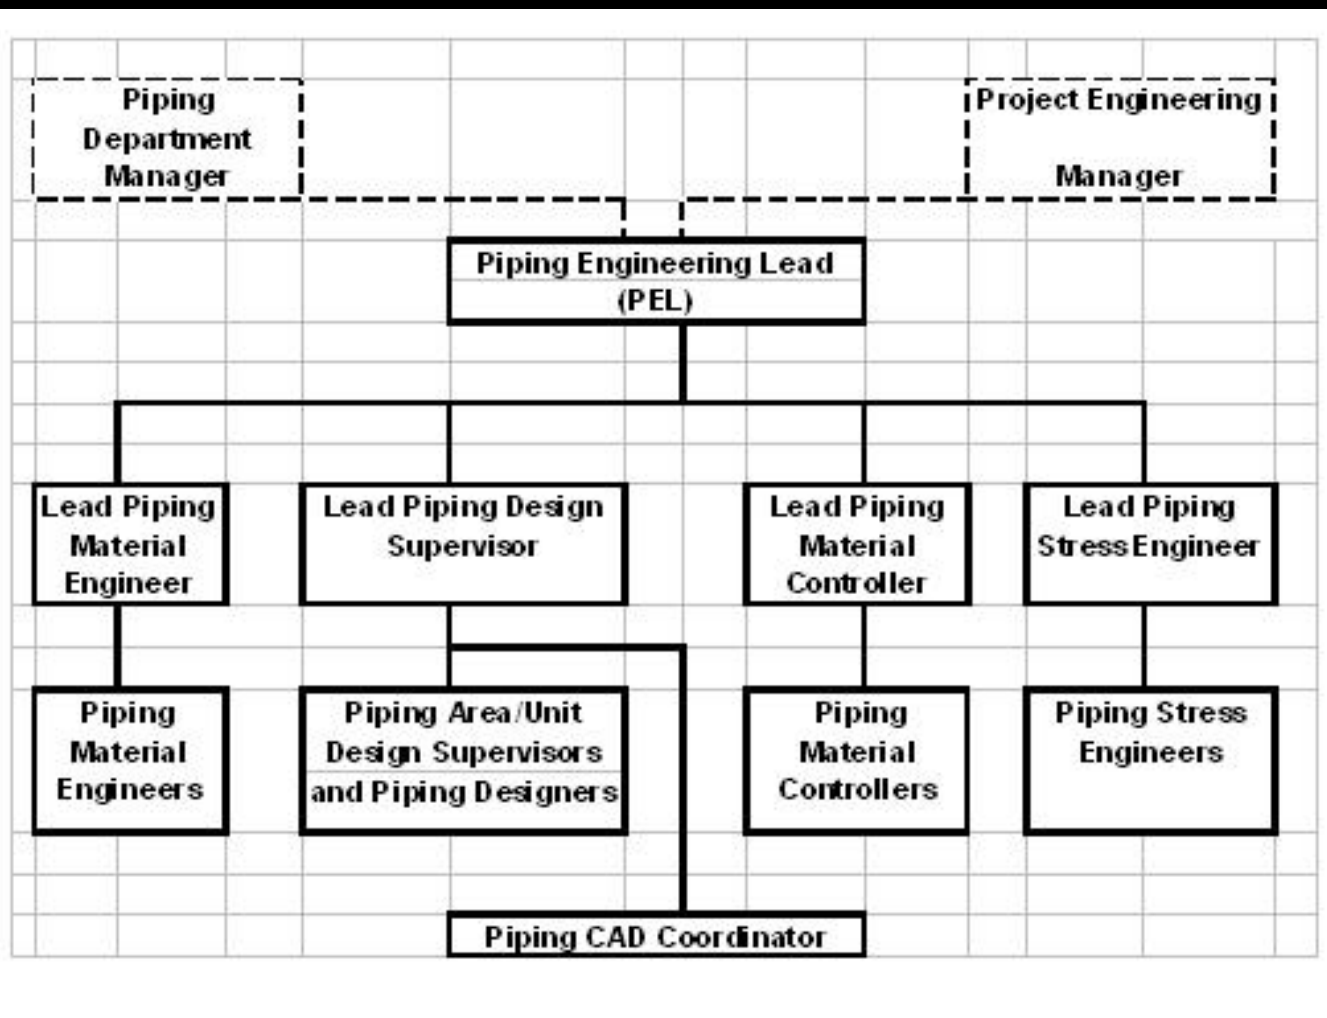 Piping
Department
Manager
Project Engineering
Manager
Piping Engineering Lead
(PEL)
Lead Piping
Material
Engineer
Lead Piping Design
Supervisor
Lead Piping
Material
Controller
Lead Piping
Stress Engineer
Piping
Material
Engineers
Piping Area/Unit
Design Supervisors
and Piping Designers
Piping
Material
Controllers
Piping Stress
Engineers
Piping CAD Coordinator